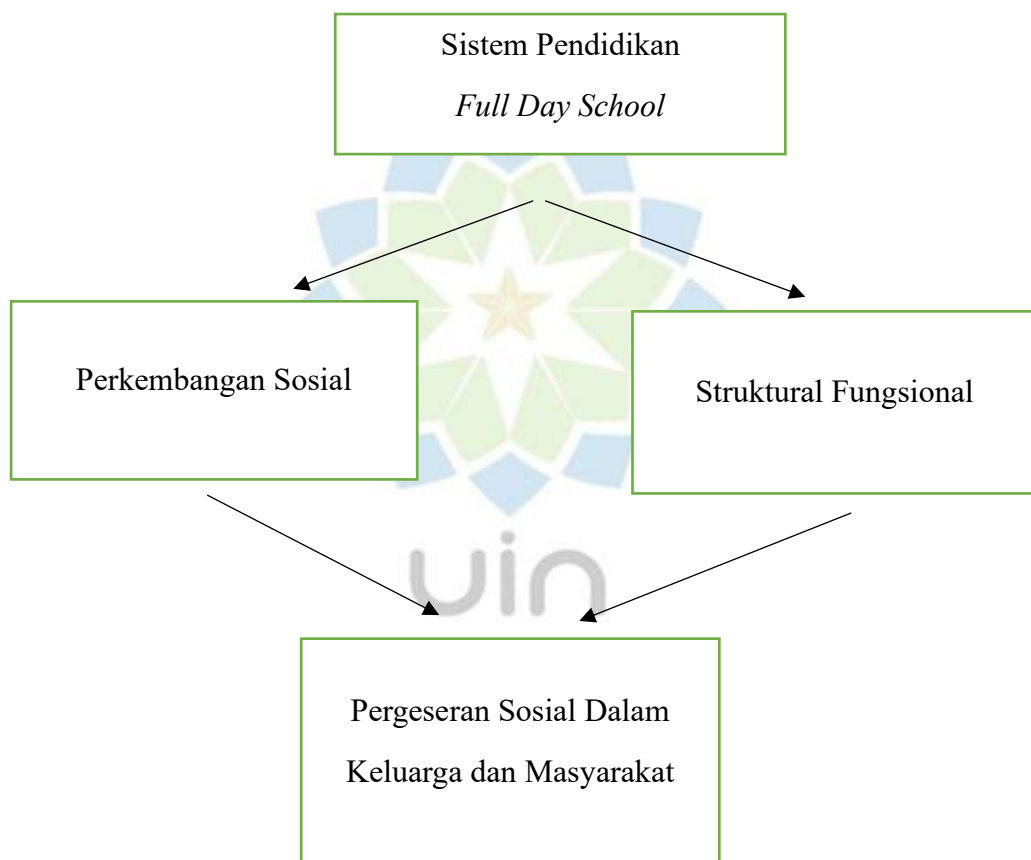 Sistem Pendidikan
Full Day School
Perkembangan Sosial
Struktural Fungsional
uin
Pergeseran Sosial Dalam
Keluarga dan Masyarakat